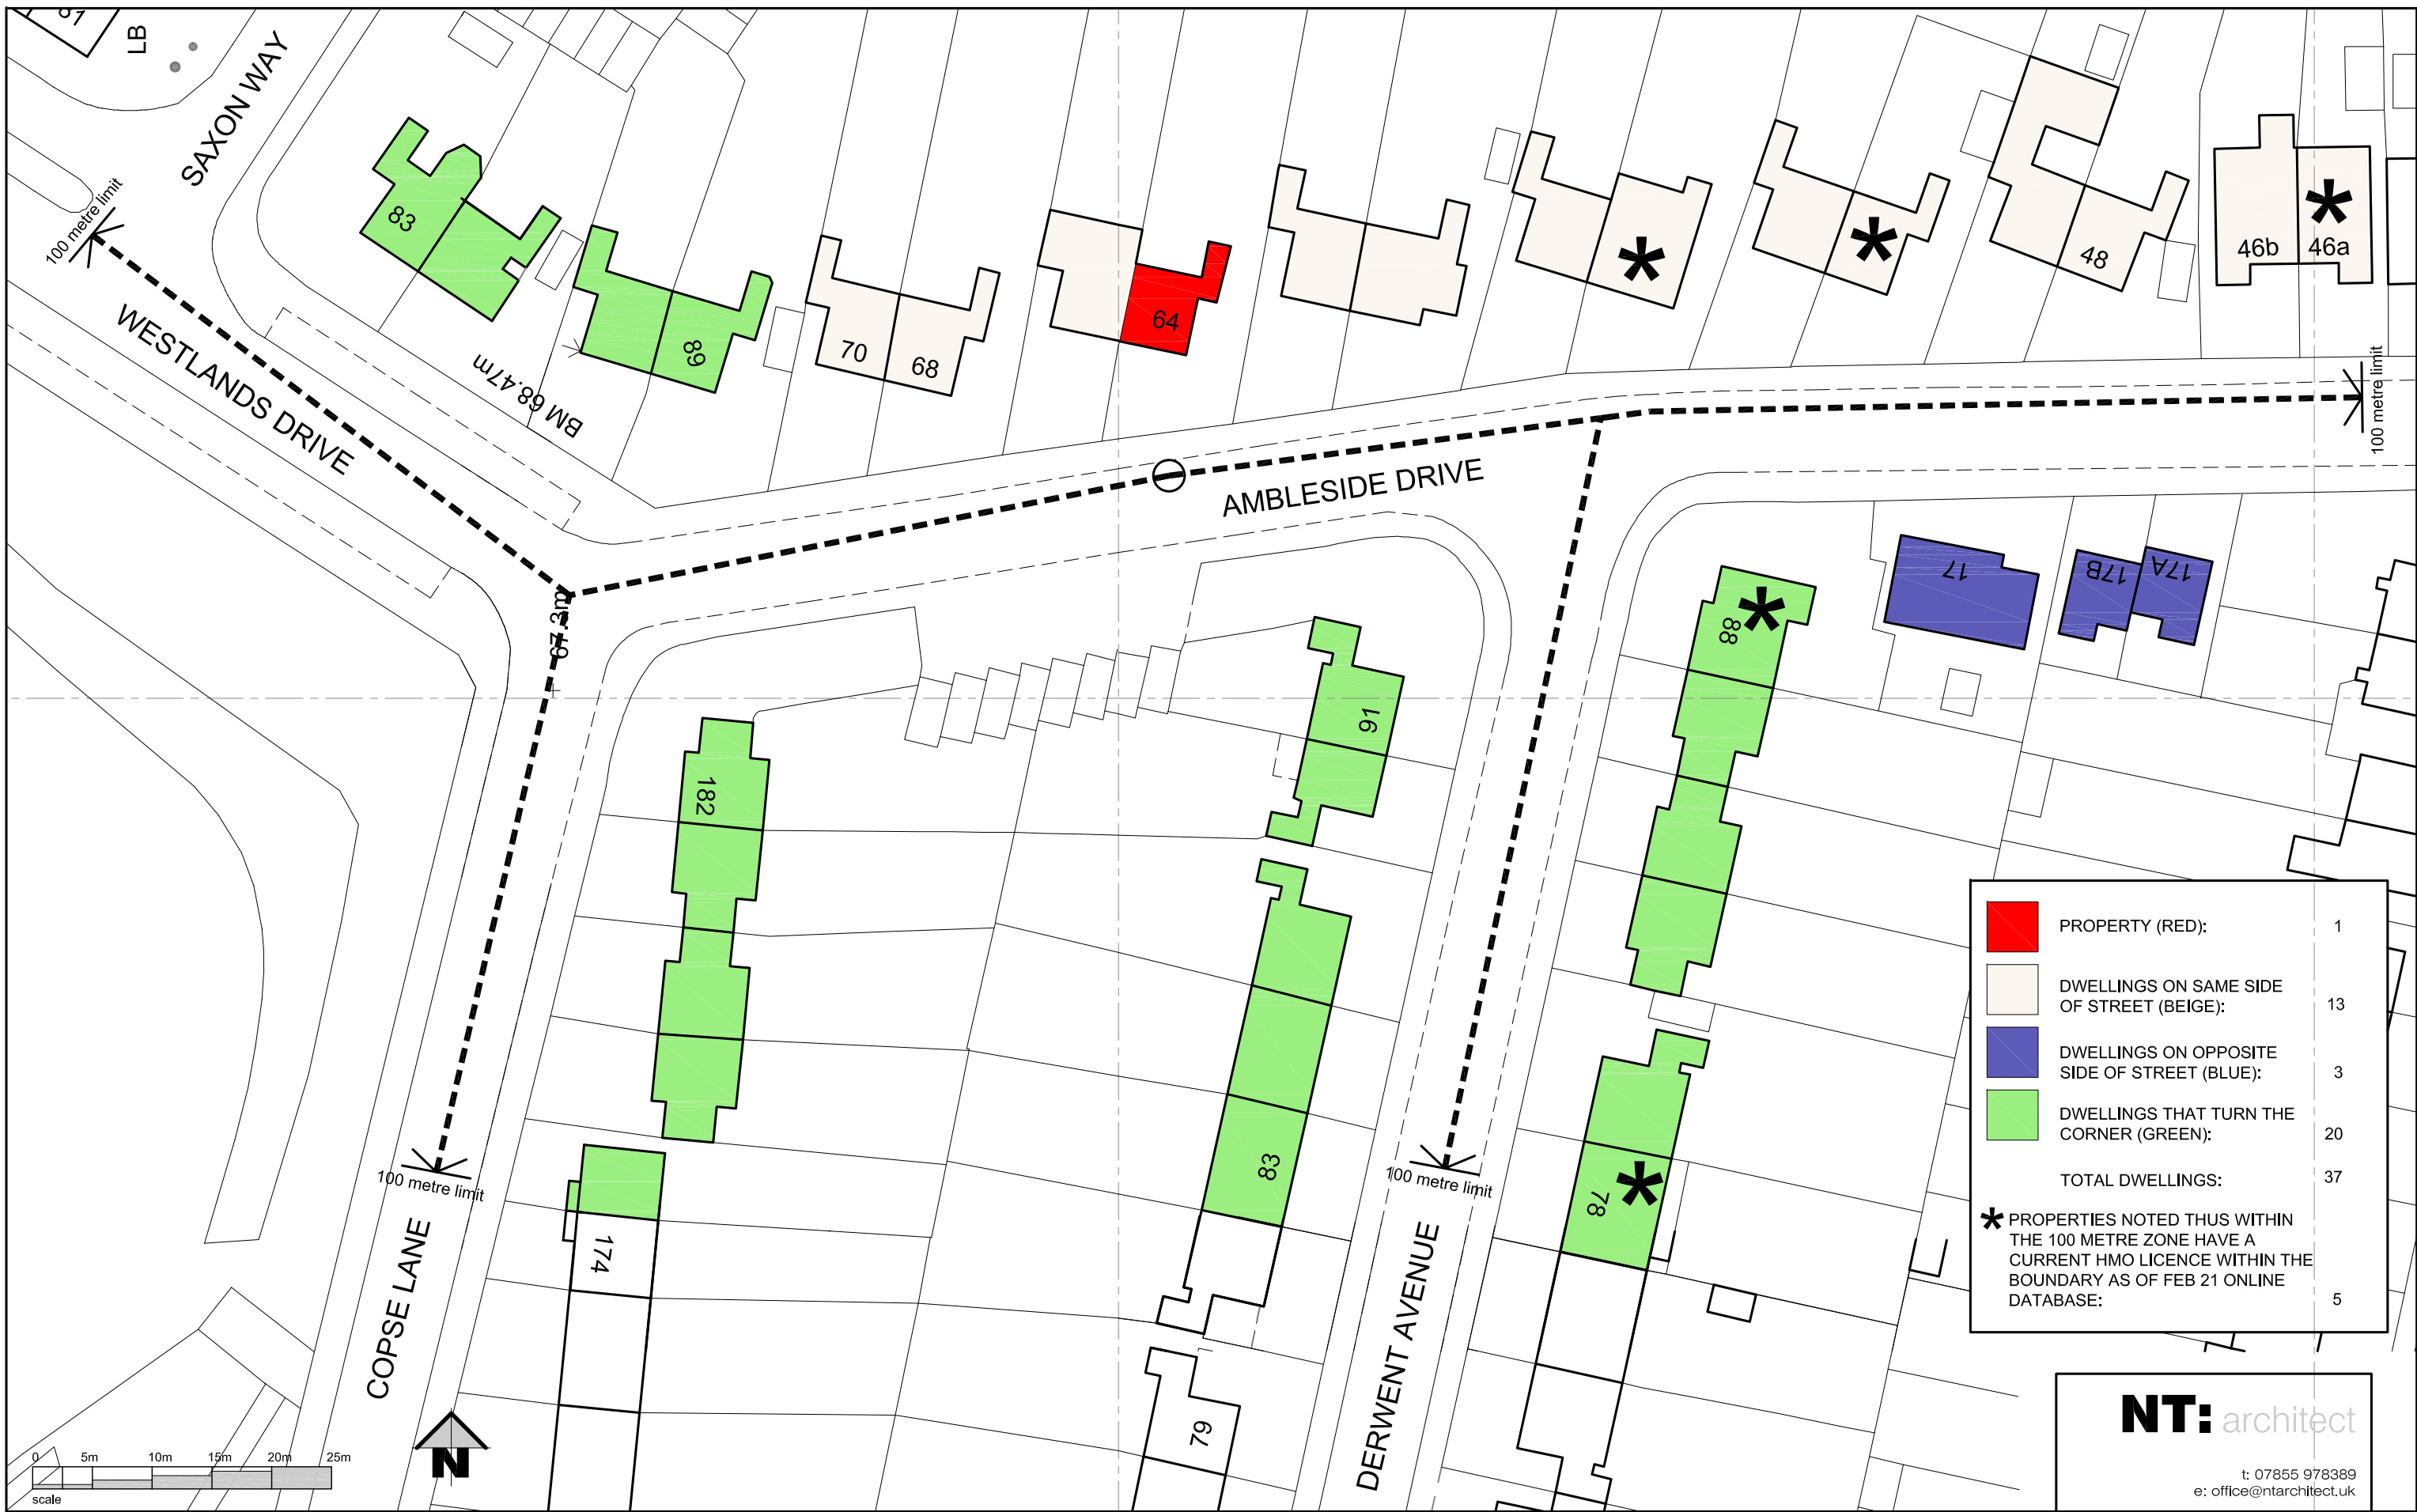 81
LB
SAXON WAY
100 metre limit
WESTLANDS DRIVE
BM 68.47m
83
89
70
68
64
48
46b
46a
100 metre limit
AMBLESIDE DRIVE
67.3m
17
17B
17A
88
91
182
83
78
100 metre limit
100 metre limit
174
79
COPSE LANE
DERWENT AVENUE
PROPERTY (RED): 1
DWELLINGS ON SAME SIDE
OF STREET (BEIGE): 13
DWELLINGS ON OPPOSITE
SIDE OF STREET (BLUE): 3
DWELLINGS THAT TURN THE
CORNER (GREEN): 20
TOTAL DWELLINGS: 37
* PROPERTIES NOTED THUS WITHIN
THE 100 METRE ZONE HAVE A
CURRENT HMO LICENCE WITHIN THE
BOUNDARY AS OF FEB 21 ONLINE
DATABASE: 5
0 5m 10m 15m 20m 25m
scale
N
NT: architect
t: 07855 978389
e: office@ntarchitect.uk